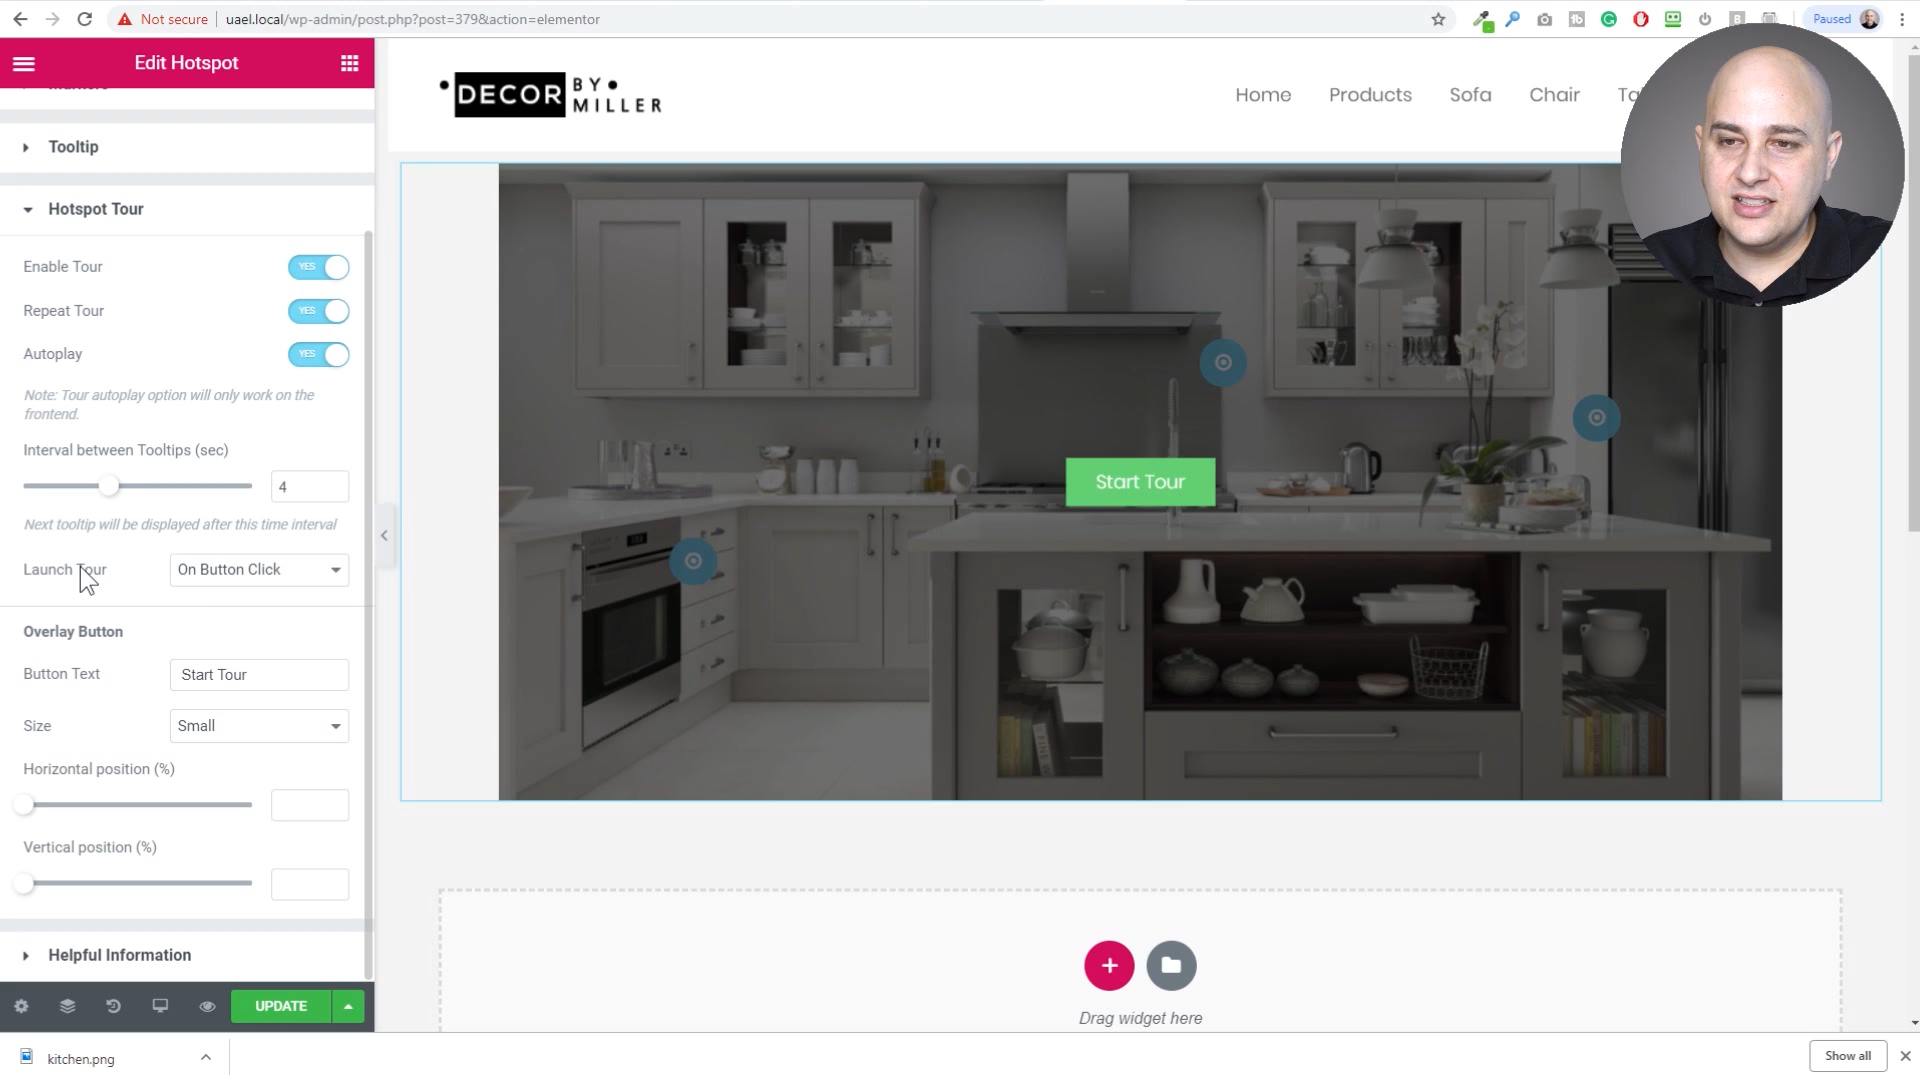 Not secure
uael.local/wp-admin/post.php?post=379&action=elementor
Paused
Edit Hotspot
Markers
Tooltip
Hotspot Tour
Enable Tour
YES
Repeat Tour
YES
Autoplay
YES
Note: Tour autoplay option will only work on the
frontend.
Interval between Tooltips (sec)
4
Next tooltip will be displayed after this time interval
Launch Tour
On Button Click
Overlay Button
Button Text
Start Tour
Size
Small
Horizontal position (%)
Vertical position (%)
Helpful Information
UPDATE
DECOR
BY
MILLER
Home
Products
Sofa
Chair
Start Tour
Drag widget here
kitchen.png
Show all